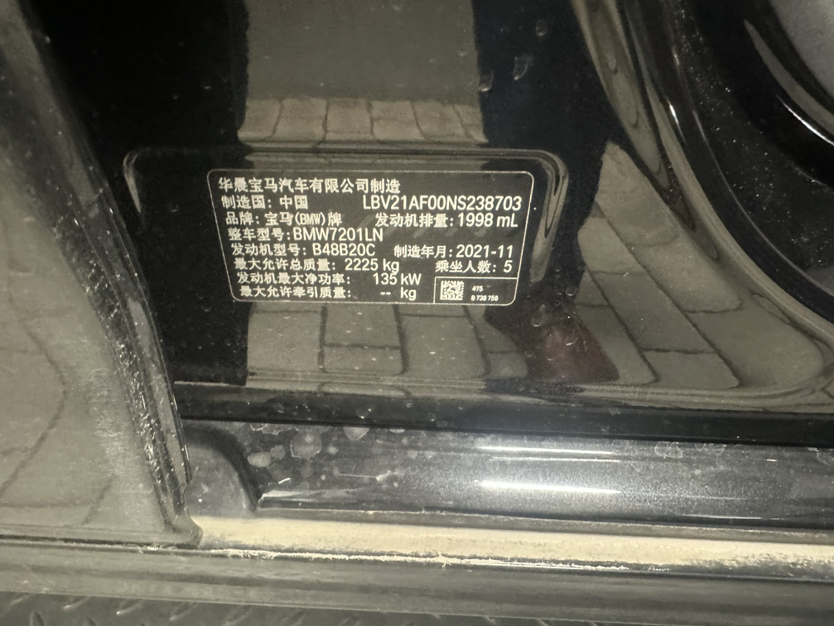 华晨宝马汽车有限公司制造
制造国: 中国 LBV21AF00NS238703
品牌: 宝马(BMW)牌 发动机排量: 1998 mL
整车型号: BMW7201LN
发动机型号: B48B20C 制造年月: 2021-11
最大允许总质量: 2225 kg 乘坐人数: 5
发动机最大净功率: 135 kW
最大允许牵引质量: -- kg
475
8 738 750